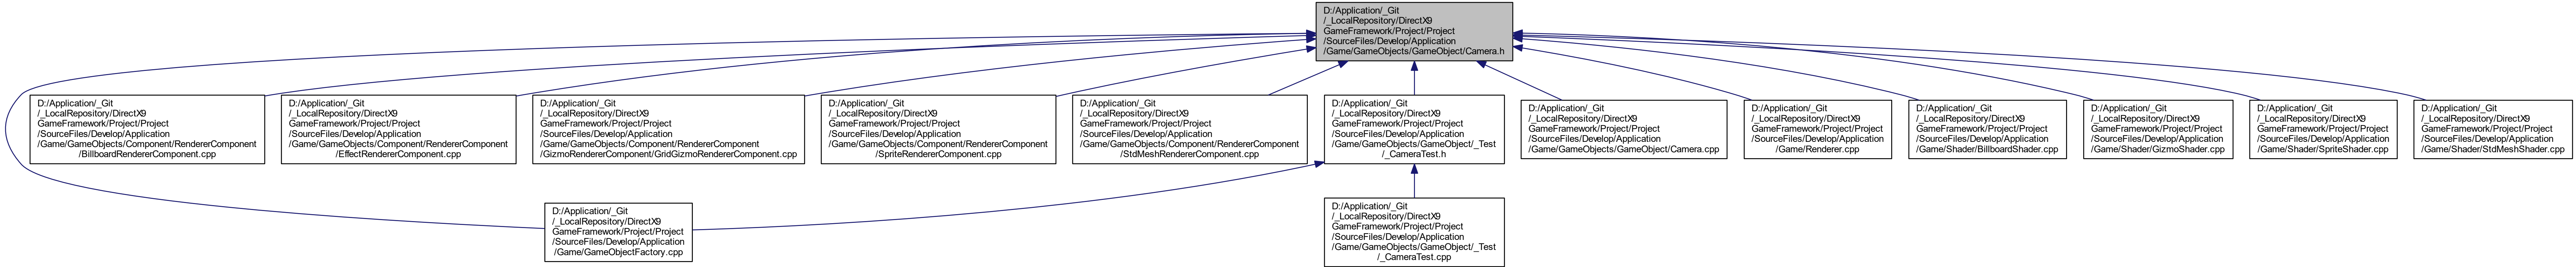 D:/Application/_Git
/_LocalRepository/DirectX9
GameFramework/Project/Project
/SourceFiles/Develop/Application
/Game/GameObjects/GameObject/Camera.h
D:/Application/_Git
/_LocalRepository/DirectX9
GameFramework/Project/Project
/SourceFiles/Develop/Application
/Game/GameObjects/Component/RendererComponent
/BillboardRendererComponent.cpp
D:/Application/_Git
/_LocalRepository/DirectX9
GameFramework/Project/Project
/SourceFiles/Develop/Application
/Game/GameObjects/Component/RendererComponent
/EffectRendererComponent.cpp
D:/Application/_Git
/_LocalRepository/DirectX9
GameFramework/Project/Project
/SourceFiles/Develop/Application
/Game/GameObjects/Component/RendererComponent
/GizmoRendererComponent/GridGizmoRendererComponent.cpp
D:/Application/_Git
/_LocalRepository/DirectX9
GameFramework/Project/Project
/SourceFiles/Develop/Application
/Game/GameObjects/Component/RendererComponent
/SpriteRendererComponent.cpp
D:/Application/_Git
/_LocalRepository/DirectX9
GameFramework/Project/Project
/SourceFiles/Develop/Application
/Game/GameObjects/Component/RendererComponent
/StdMeshRendererComponent.cpp
D:/Application/_Git
/_LocalRepository/DirectX9
GameFramework/Project/Project
/SourceFiles/Develop/Application
/Game/GameObjects/GameObject/_Test
/_CameraTest.h
D:/Application/_Git
/_LocalRepository/DirectX9
GameFramework/Project/Project
/SourceFiles/Develop/Application
/Game/GameObjects/GameObject/Camera.cpp
D:/Application/_Git
/_LocalRepository/DirectX9
GameFramework/Project/Project
/SourceFiles/Develop/Application
/Game/Renderer.cpp
D:/Application/_Git
/_LocalRepository/DirectX9
GameFramework/Project/Project
/SourceFiles/Develop/Application
/Game/Shader/BillboardShader.cpp
D:/Application/_Git
/_LocalRepository/DirectX9
GameFramework/Project/Project
/SourceFiles/Develop/Application
/Game/Shader/GizmoShader.cpp
D:/Application/_Git
/_LocalRepository/DirectX9
GameFramework/Project/Project
/SourceFiles/Develop/Application
/Game/Shader/SpriteShader.cpp
D:/Application/_Git
/_LocalRepository/DirectX9
GameFramework/Project/Project
/SourceFiles/Develop/Application
/Game/Shader/StdMeshShader.cpp
D:/Application/_Git
/_LocalRepository/DirectX9
GameFramework/Project/Project
/SourceFiles/Develop/Application
/Game/GameObjectFactory.cpp
D:/Application/_Git
/_LocalRepository/DirectX9
GameFramework/Project/Project
/SourceFiles/Develop/Application
/Game/GameObjects/GameObject/_Test
/_CameraTest.cpp